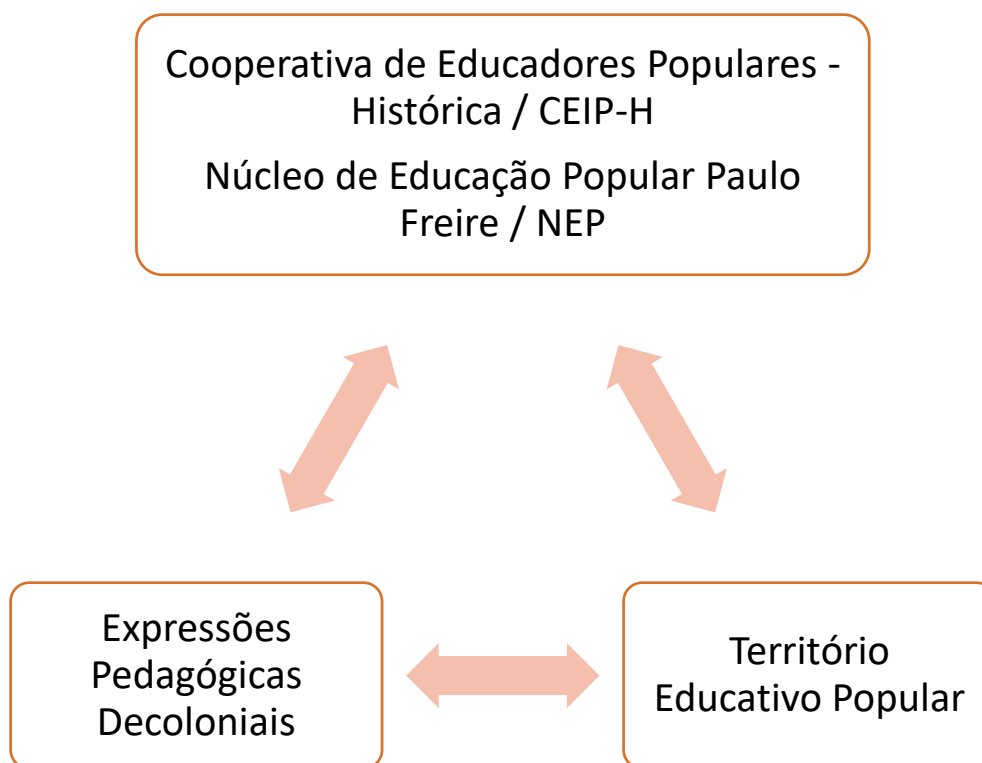 Cooperativa de Educadores Populares -
Histórica / CEIP-H
Núcleo de Educação Popular Paulo
Freire / NEP
Expressões
Pedagógicas
Decoloniais
Território
Educativo Popular